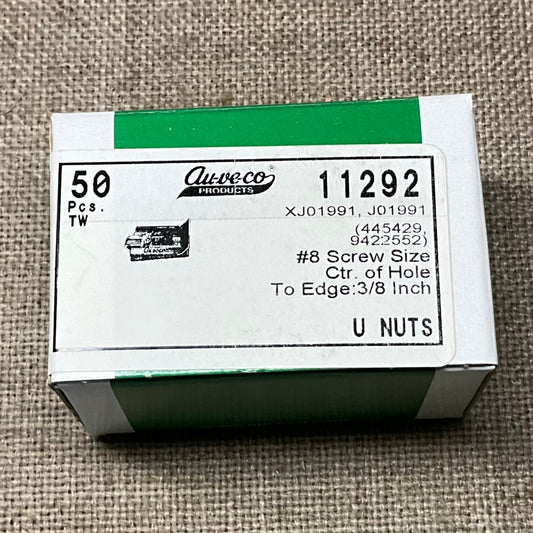 50
Pcs.
TW
au-ve-co®
PRODUCTS
11292
XJ01991, J01991
(445429,
9422552)
#8 Screw Size
Ctr. of Hole
To Edge:3/8 Inch
U NUTS